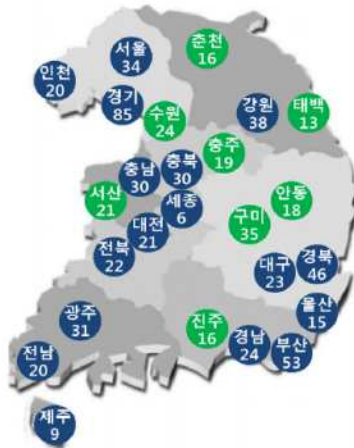 춘천
16
서울
34
인천
20
경기
85
수원
24
강원
38
태백
13
충주
19
충남
30
충북
30
서산
21
세종
6
안동
18
대전
21
구미
35
전북
22
대구
23
경북
46
울산
15
광주
31
진주
16
경남
24
부산
53
전남
20
제주
9